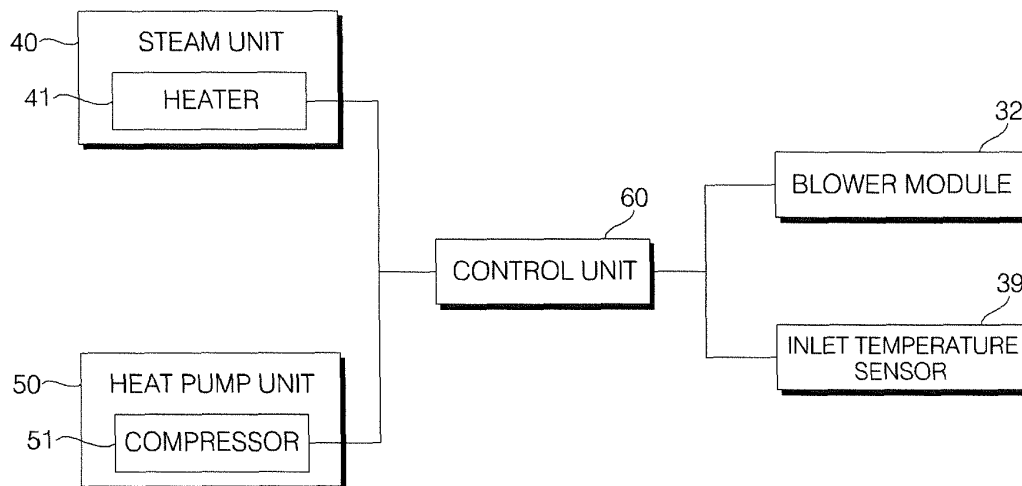 40
STEAM UNIT
41
HEATER
32
BLOWER MODULE
60
CONTROL UNIT
39
INLET TEMPERATURE
SENSOR
50
HEAT PUMP UNIT
51
COMPRESSOR